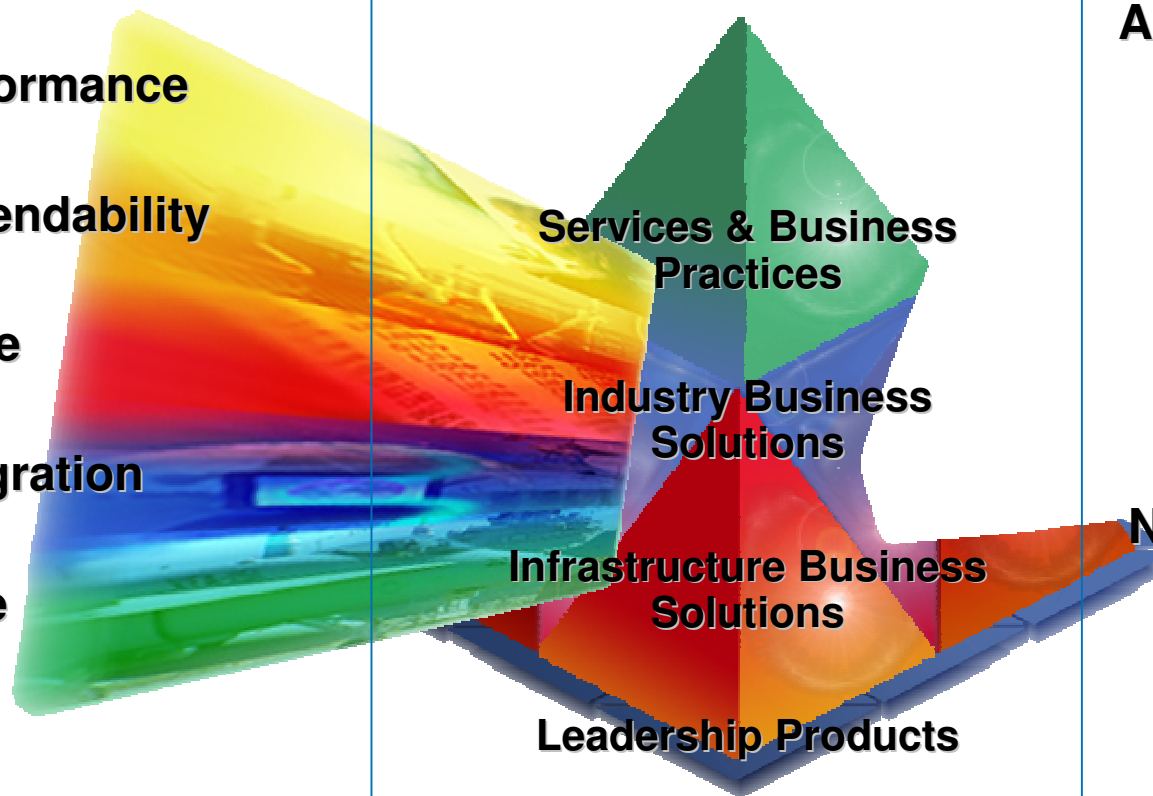 ormance
endability
e
gration
e
Services & Business
Practices
Industry Business
Solutions
Infrastructure Business
Solutions
Leadership Products
A
N